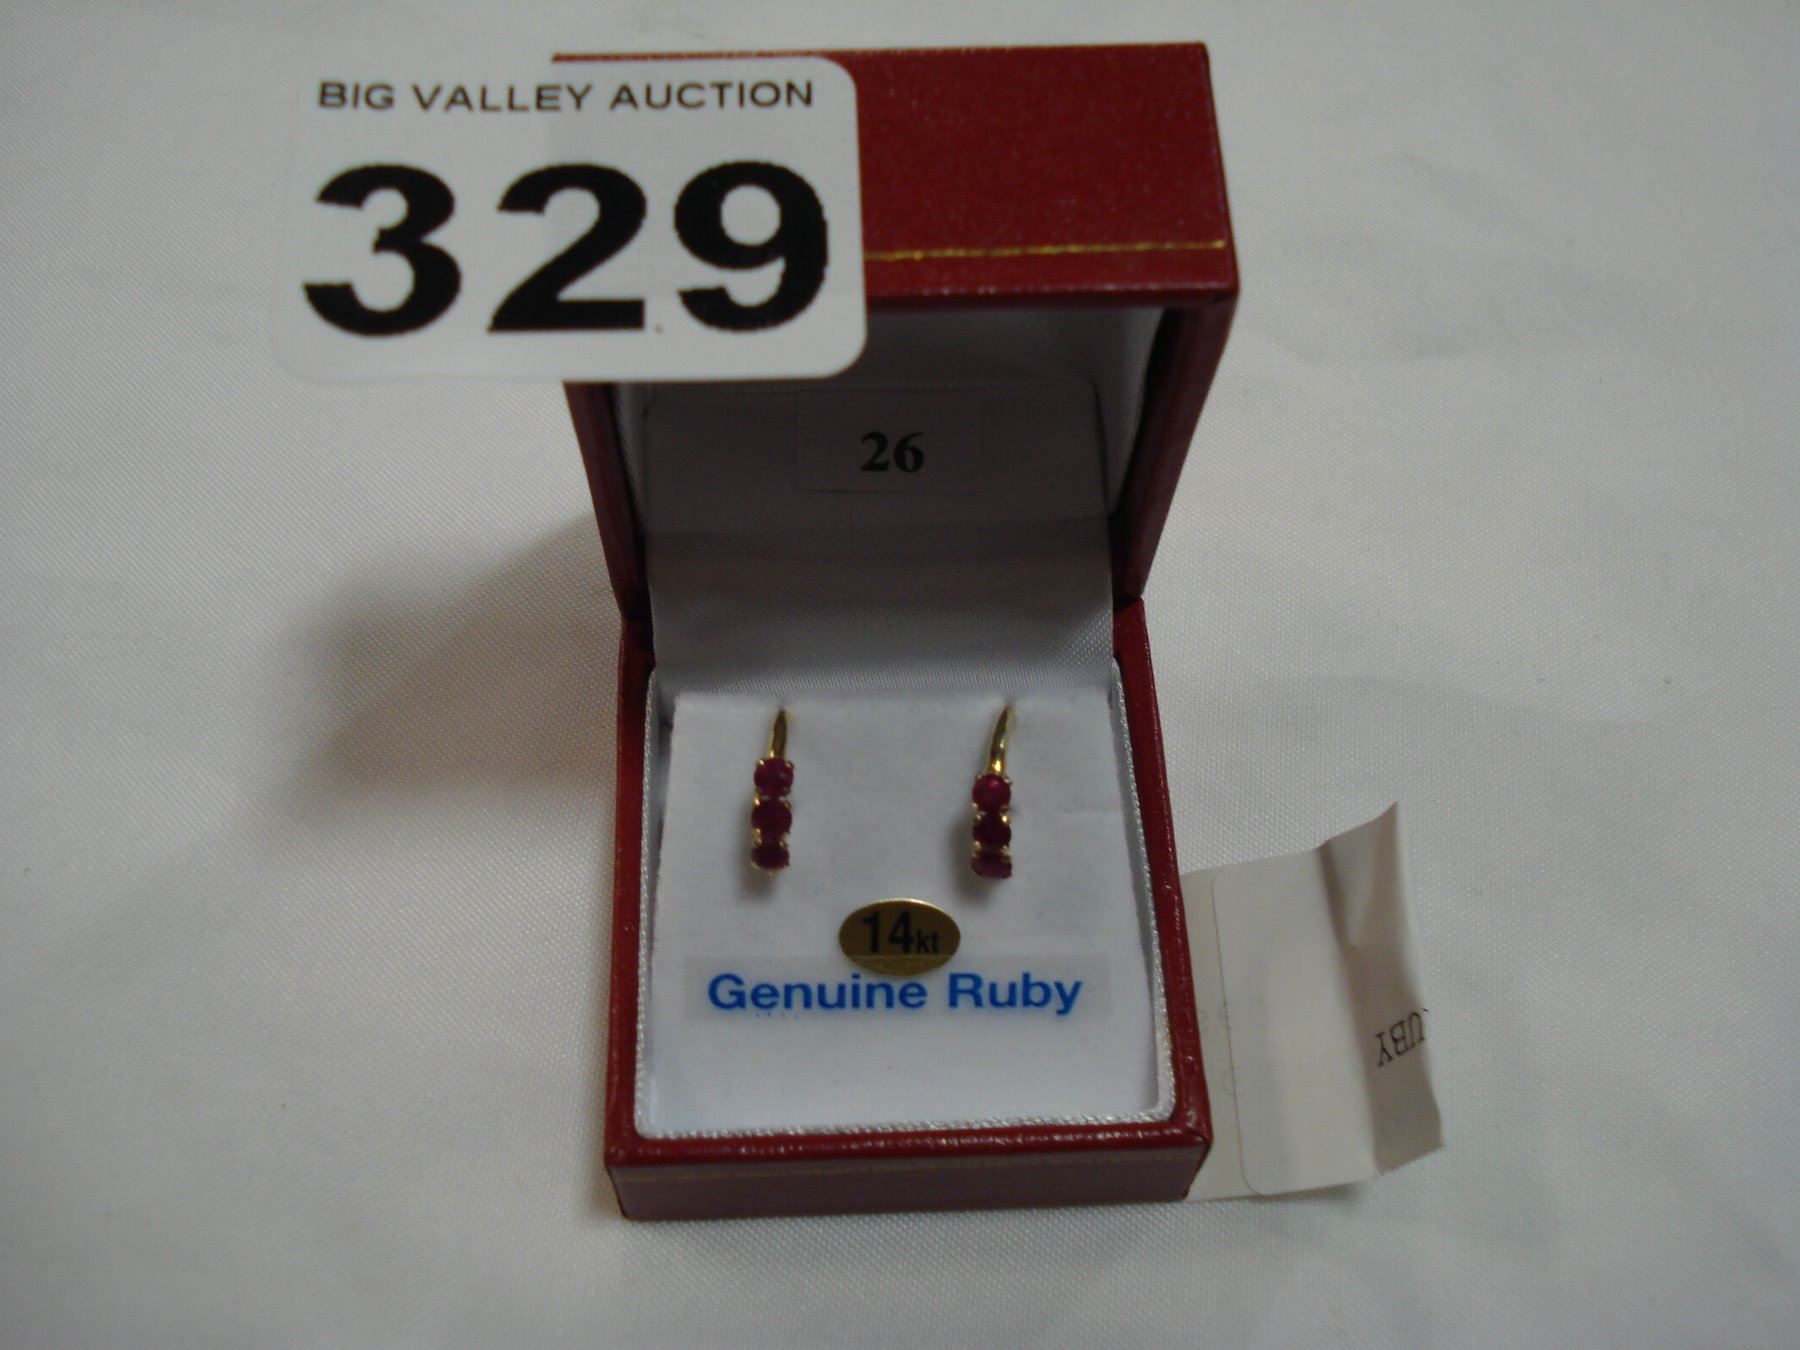 BIG VALLEY AUCTION
329
26
14kt
Genuine Ruby
UBY